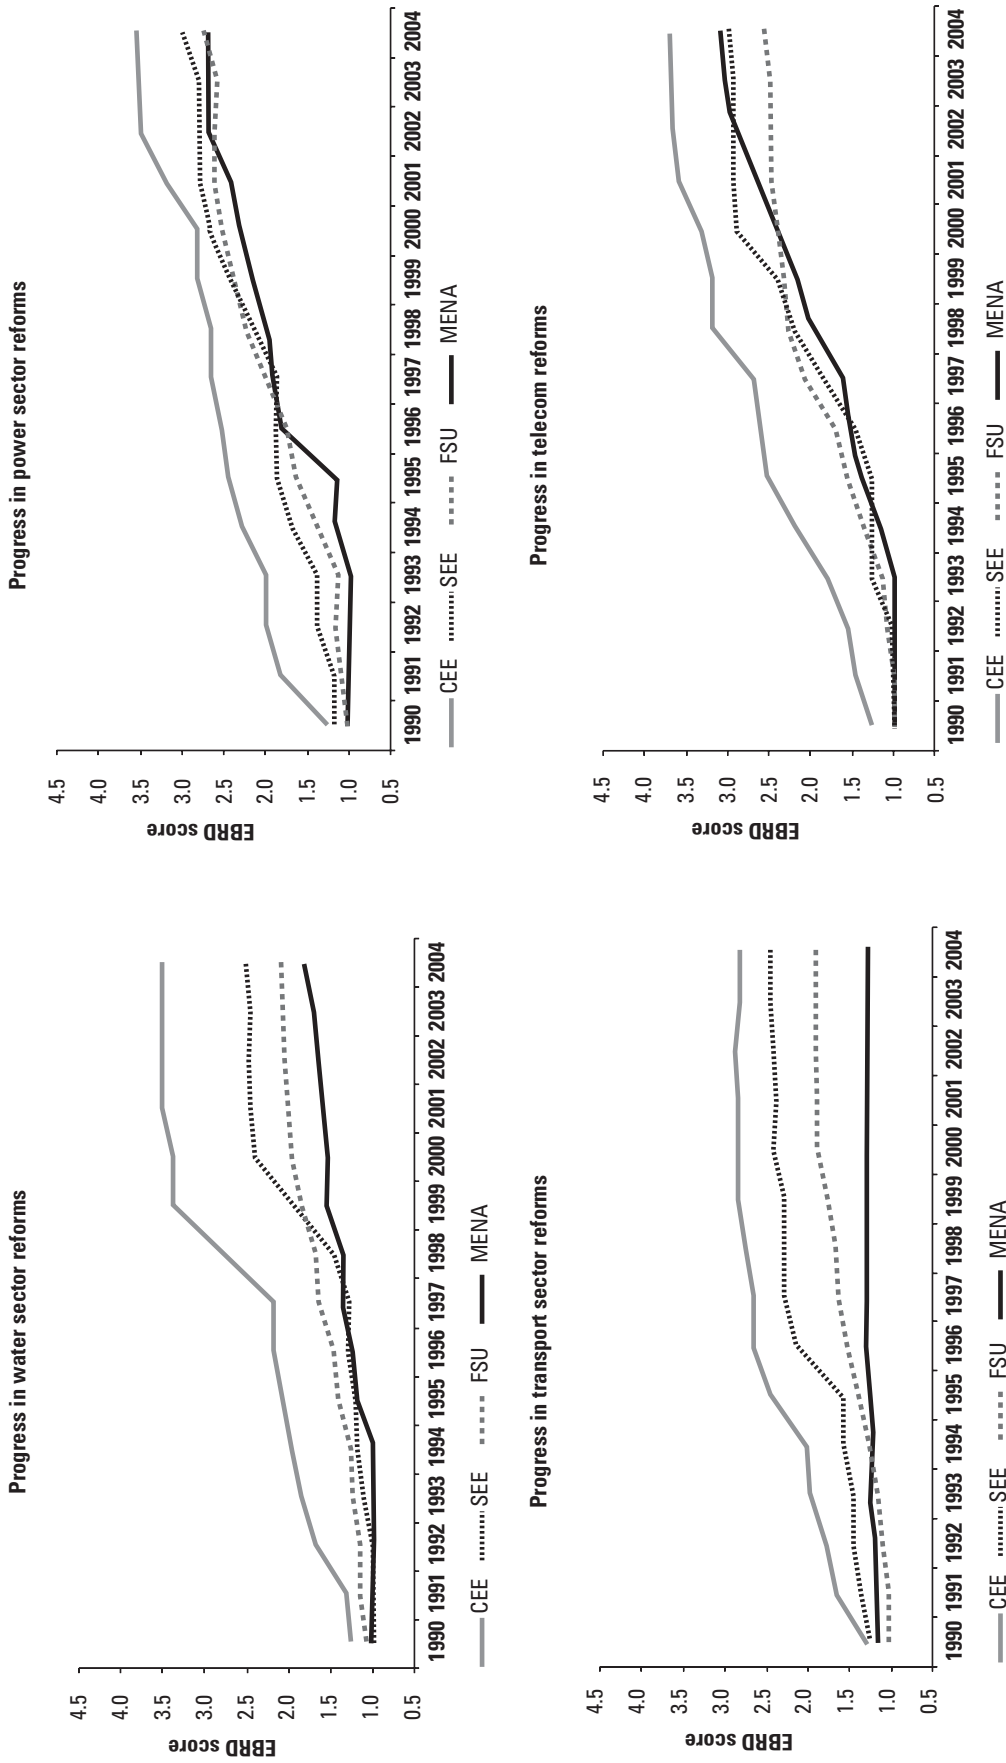 Progress in water sector reforms
4.5
4.0
3.5
3.0
2.5
2.0
1.5
1.0
0.5
EBRD score
1990 1991 1992 1993 1994 1995 1996 1997 1998 1999 2000 2001 2002 2003 2004
CEE SEE FSU MENA
Progress in power sector reforms
4.5
4.0
3.5
3.0
2.5
2.0
1.5
1.0
0.5
EBRD score
1990 1991 1992 1993 1994 1995 1996 1997 1998 1999 2000 2001 2002 2003 2004
CEE SEE FSU MENA
Progress in transport sector reforms
4.5
4.0
3.5
3.0
2.5
2.0
1.5
1.0
0.5
EBRD score
1990 1991 1992 1993 1994 1995 1996 1997 1998 1999 2000 2001 2002 2003 2004
CEE SEE FSU MENA
Progress in telecom reforms
4.5
4.0
3.5
3.0
2.5
2.0
1.5
1.0
0.5
EBRD score
1990 1991 1992 1993 1994 1995 1996 1997 1998 1999 2000 2001 2002 2003 2004
CEE SEE FSU MENA